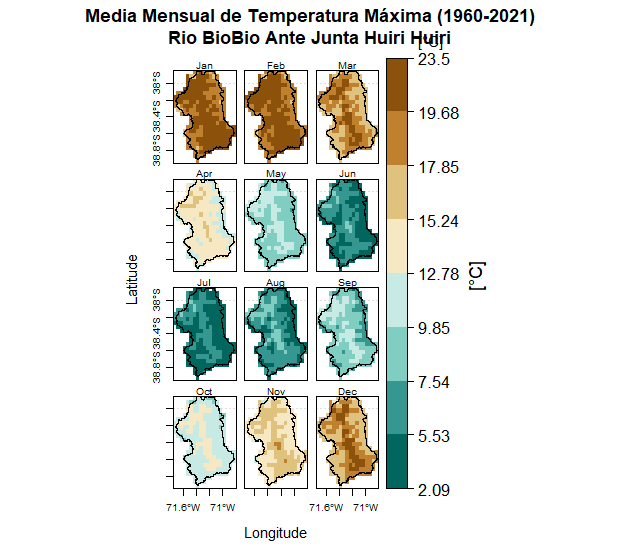 Media Mensual de Temperatura Máxima (1960-2021)
Rio BioBio Ante Junta Huiri Huiri
[°C]
Jan Feb Mar
38°S
38.4°S
38.8°S
Apr May Jun
Jul Aug Sep
38°S
38.4°S
38.8°S
Oct Nov Dec
71.6°W 71°W 71.6°W 71°W
Latitude
Longitude
23.5
19.68
17.85
15.24
12.78
9.85
7.54
5.53
2.09
[°C]